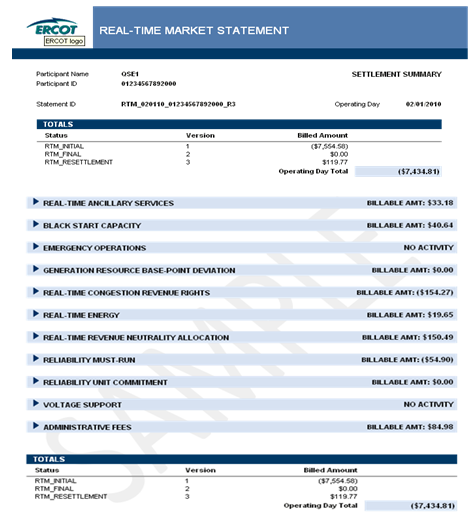 ERCOT
ERCOT logo
REAL-TIME MARKET STATEMENT
Participant Name QSE1 SETTLEMENT SUMMARY
Participant ID 01234567892000
Statement ID RTM_020110_01234567892000_R3 Operating Day 02/01/2010
TOTALS
Status Version Billed Amount
RTM_INITIAL 1 ($7,554.58)
RTM_FINAL 2 $0.00
RTM_RESETTLEMENT 3 $119.77
Operating Day Total ($7,434.81)
REAL-TIME ANCILLARY SERVICES BILLABLE AMT: $33.18
BLACK START CAPACITY BILLABLE AMT: $40.64
EMERGENCY OPERATIONS NO ACTIVITY
GENERATION RESOURCE BASE-POINT DEVIATION BILLABLE AMT: $0.00
REAL-TIME CONGESTION REVENUE RIGHTS BILLABLE AMT: ($154.27)
REAL-TIME ENERGY BILLABLE AMT: $19.65
REAL-TIME REVENUE NEUTRALITY ALLOCATION BILLABLE AMT: $150.49
RELIABILITY MUST-RUN BILLABLE AMT: ($54.90)
RELIABILITY UNIT COMMITMENT BILLABLE AMT: $0.00
VOLTAGE SUPPORT NO ACTIVITY
ADMINISTRATIVE FEES BILLABLE AMT: $84.98
SAMPLE
TOTALS
Status Version Billed Amount
RTM_INITIAL 1 ($7,554.58)
RTM_FINAL 2 $0.00
RTM_RESETTLEMENT 3 $119.77
Operating Day Total ($7,434.81)